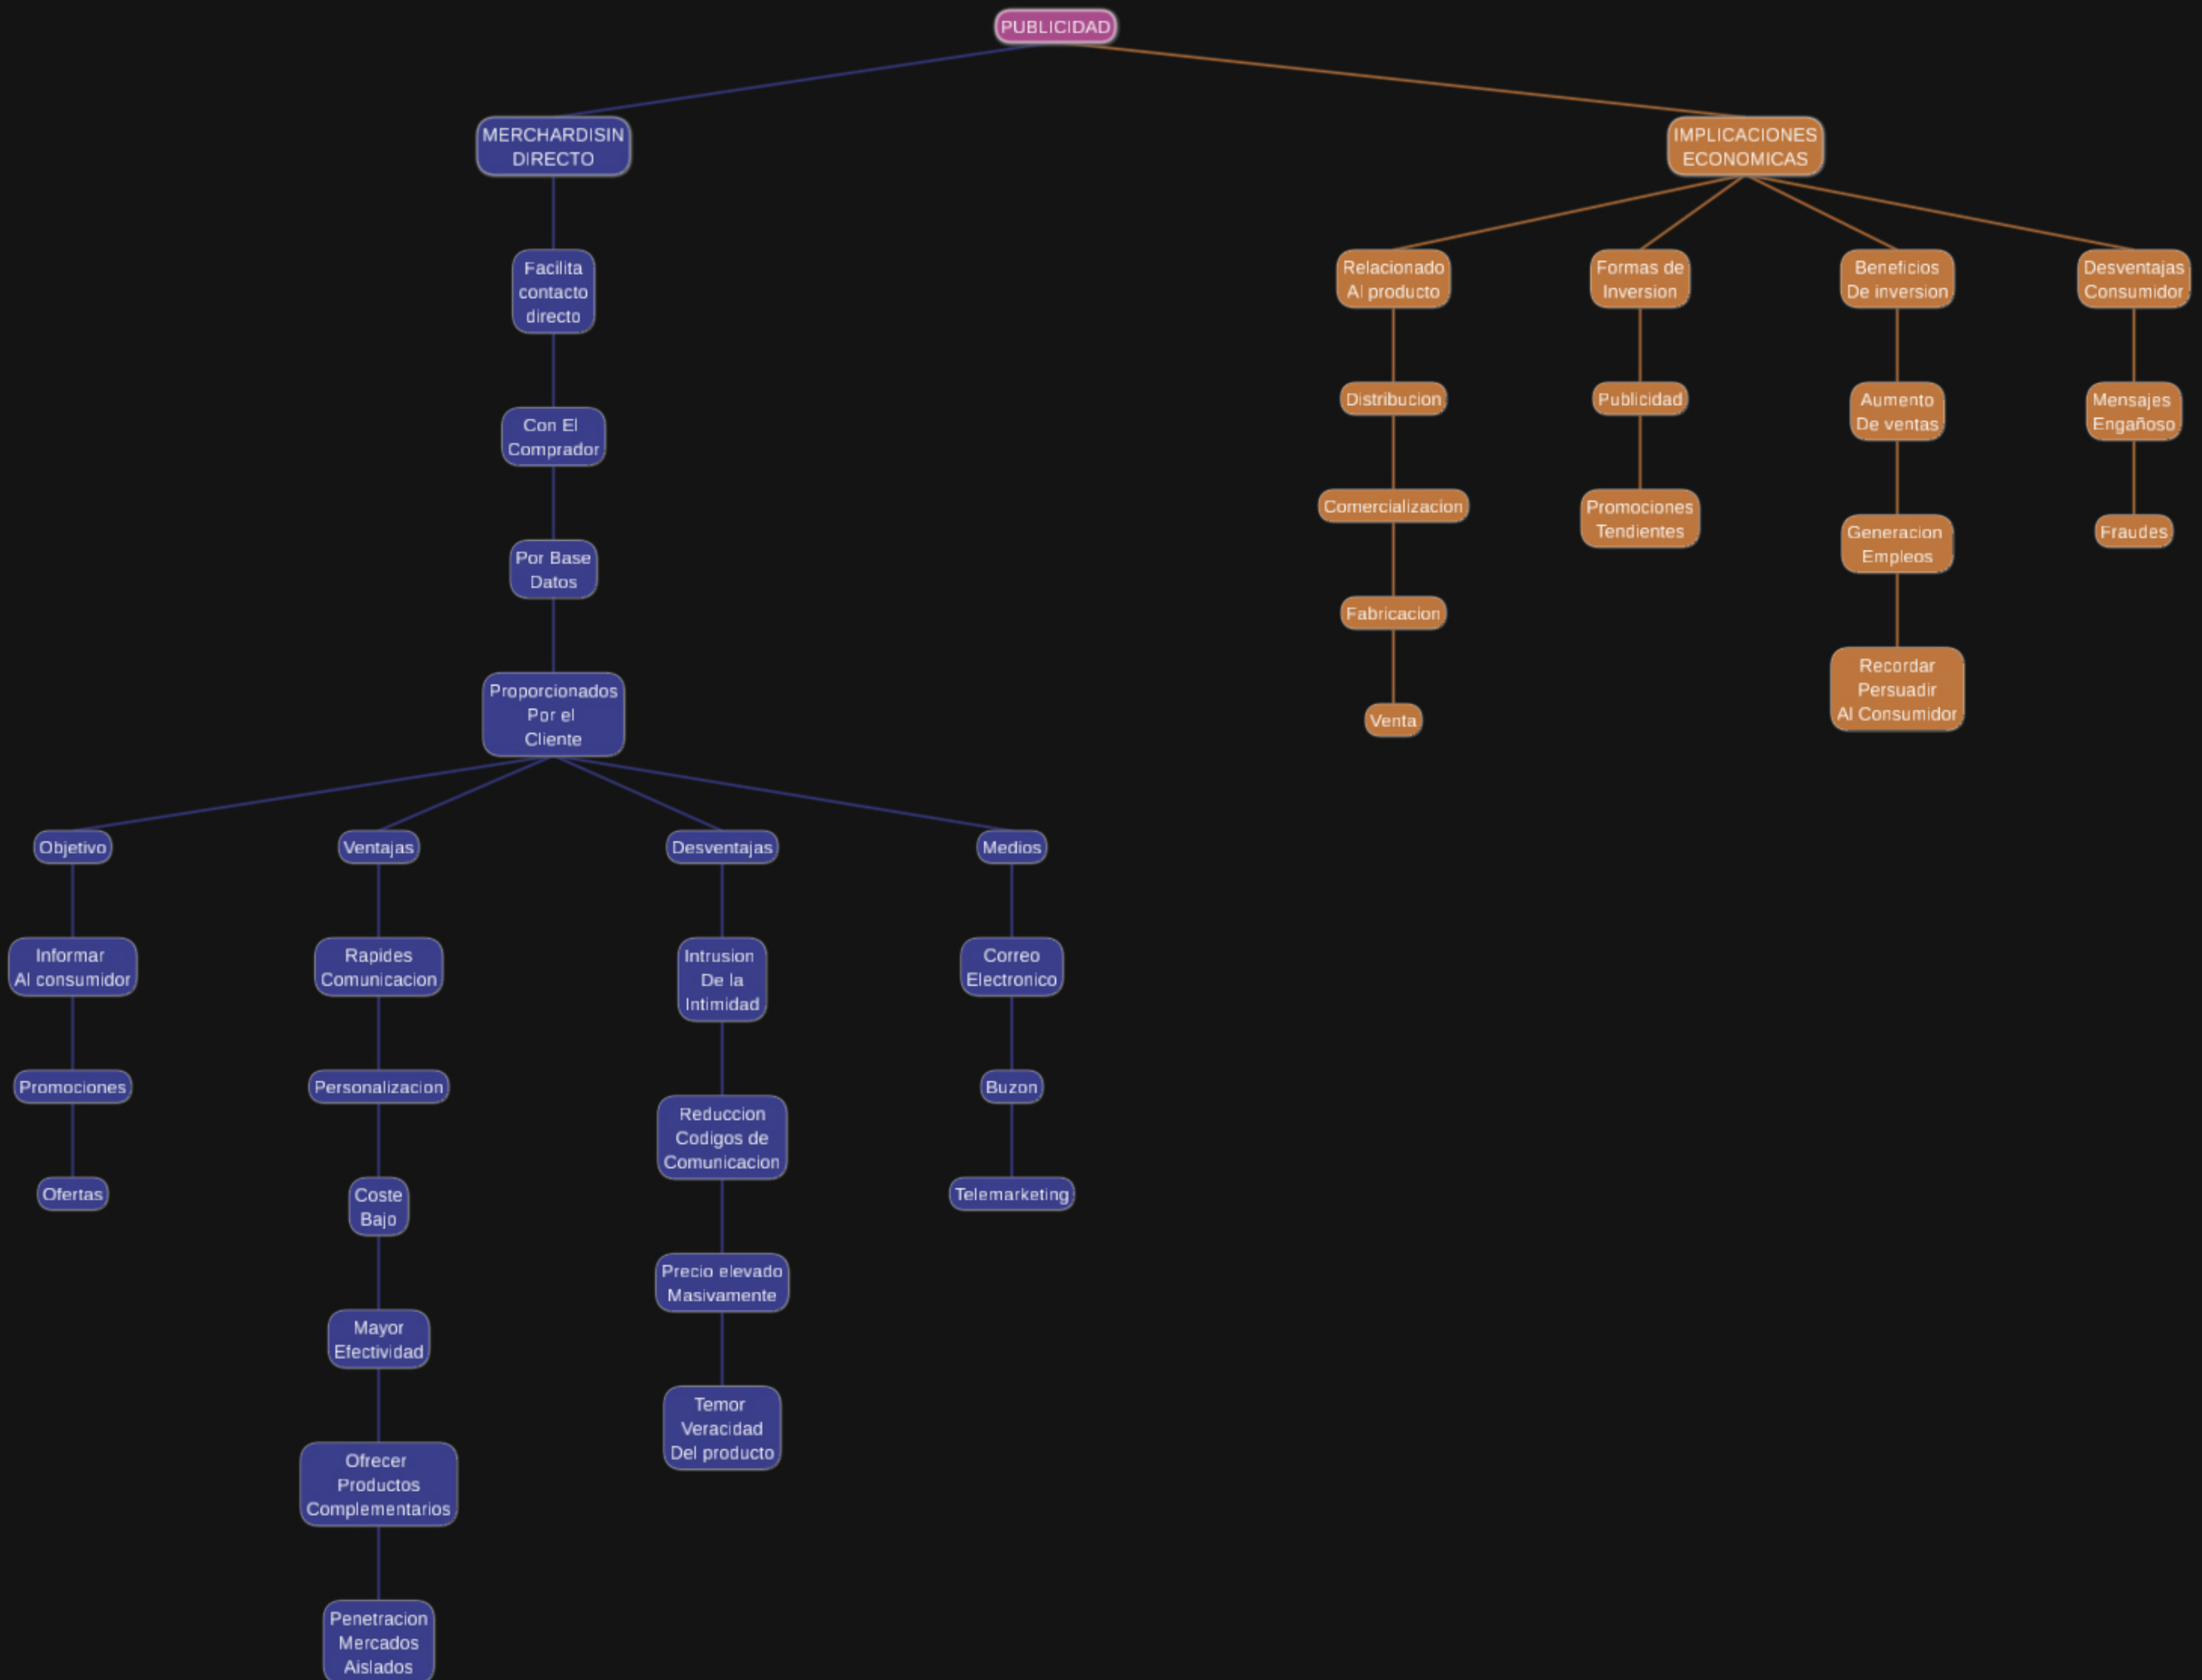 PUBLICIDAD
MERCHARDISIN
DIRECTO
Facilita
contacto
directo
Con El
Comprador
Por Base
Datos
Proporcionados
Por el
Cliente
Objetivo
Informar
Al consumidor
Promociones
Ofertas
Ventajas
Rapides
Comunicacion
Personalizacion
Coste
Bajo
Mayor
Efectividad
Ofrecer
Productos
Complementarios
Penetracion
Mercados
Aislados
Desventajas
Intrusion
De la
Intimidad
Reduccion
Codigos de
Comunicacion
Precio elevado
Masivamente
Temor
Veracidad
Del producto
Medios
Correo
Electronico
Buzon
Telemarketing
IMPLICACIONES
ECONOMICAS
Relacionado
Al producto
Distribucion
Comercializacion
Fabricacion
Venta
Formas de
Inversion
Publicidad
Promociones
Tendientes
Beneficios
De inversion
Aumento
De ventas
Generacion
Empleos
Recordar
Persuadir
Al Consumidor
Desventajas
Consumidor
Mensajes
Engañoso
Fraudes